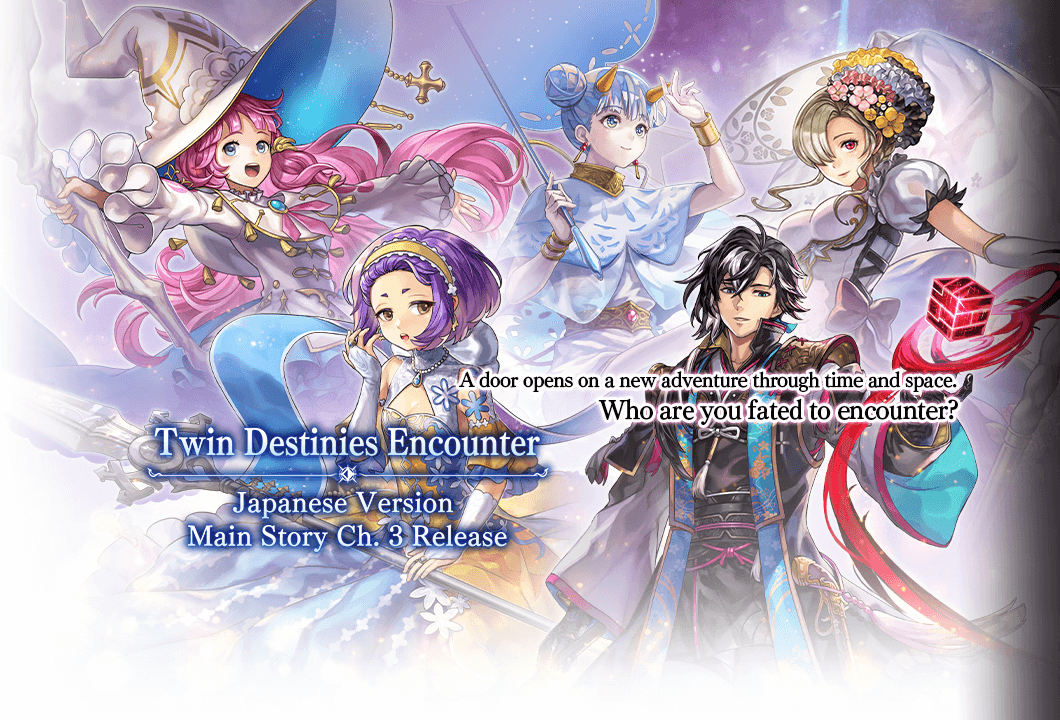 A door opens on a new adventure through time and space.
Who are you fated to encounter?
Twin Destinies Encounter
Japanese Version
Main Story Ch. 3 Release